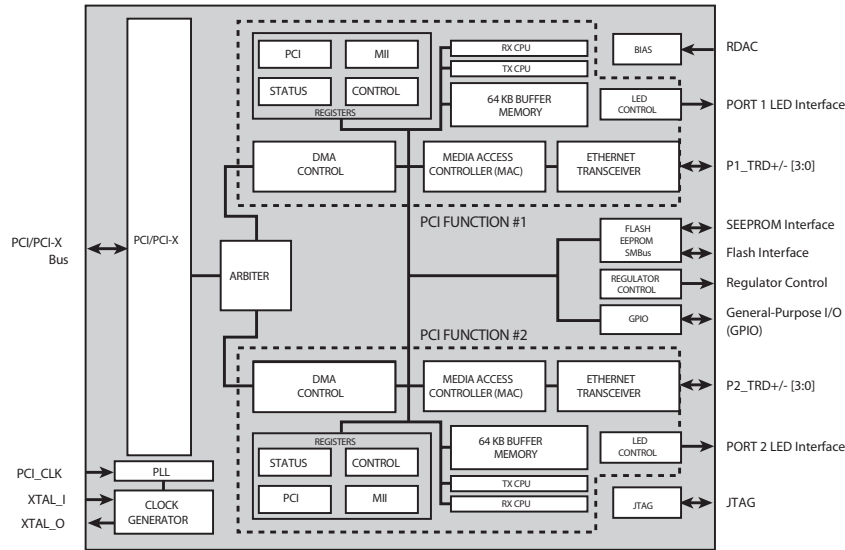 PCI
MII
RX CPU
BIAS
RDAC
TX CPU
STATUS
CONTROL
64 KB BUFFER
MEMORY
LED
CONTROL
PORT 1 LED Interface
REGISTERS
DMA
CONTROL
MEDIA ACCESS
CONTROLLER (MAC)
ETHERNET
TRANSCEIVER
P1_TRD+/- [3:0]
PCI FUNCTION #1
PCI/PCI-X
Bus
PCI/PCI-X
ARBITER
FLASH
EEPROM
SMBus
SEEPROM Interface
Flash Interface
REGULATOR
CONTROL
Regulator Control
GPIO
General-Purpose I/O
(GPIO)
PCI FUNCTION #2
DMA
CONTROL
MEDIA ACCESS
CONTROLLER (MAC)
ETHERNET
TRANSCEIVER
P2_TRD+/- [3:0]
REGISTERS
STATUS
CONTROL
64 KB BUFFER
MEMORY
LED
CONTROL
PORT 2 LED Interface
PCI_CLK
PLL
TX CPU
PCI
MII
RX CPU
JTAG
JTAG
XTAL_I
XTAL_O
CLOCK
GENERATOR